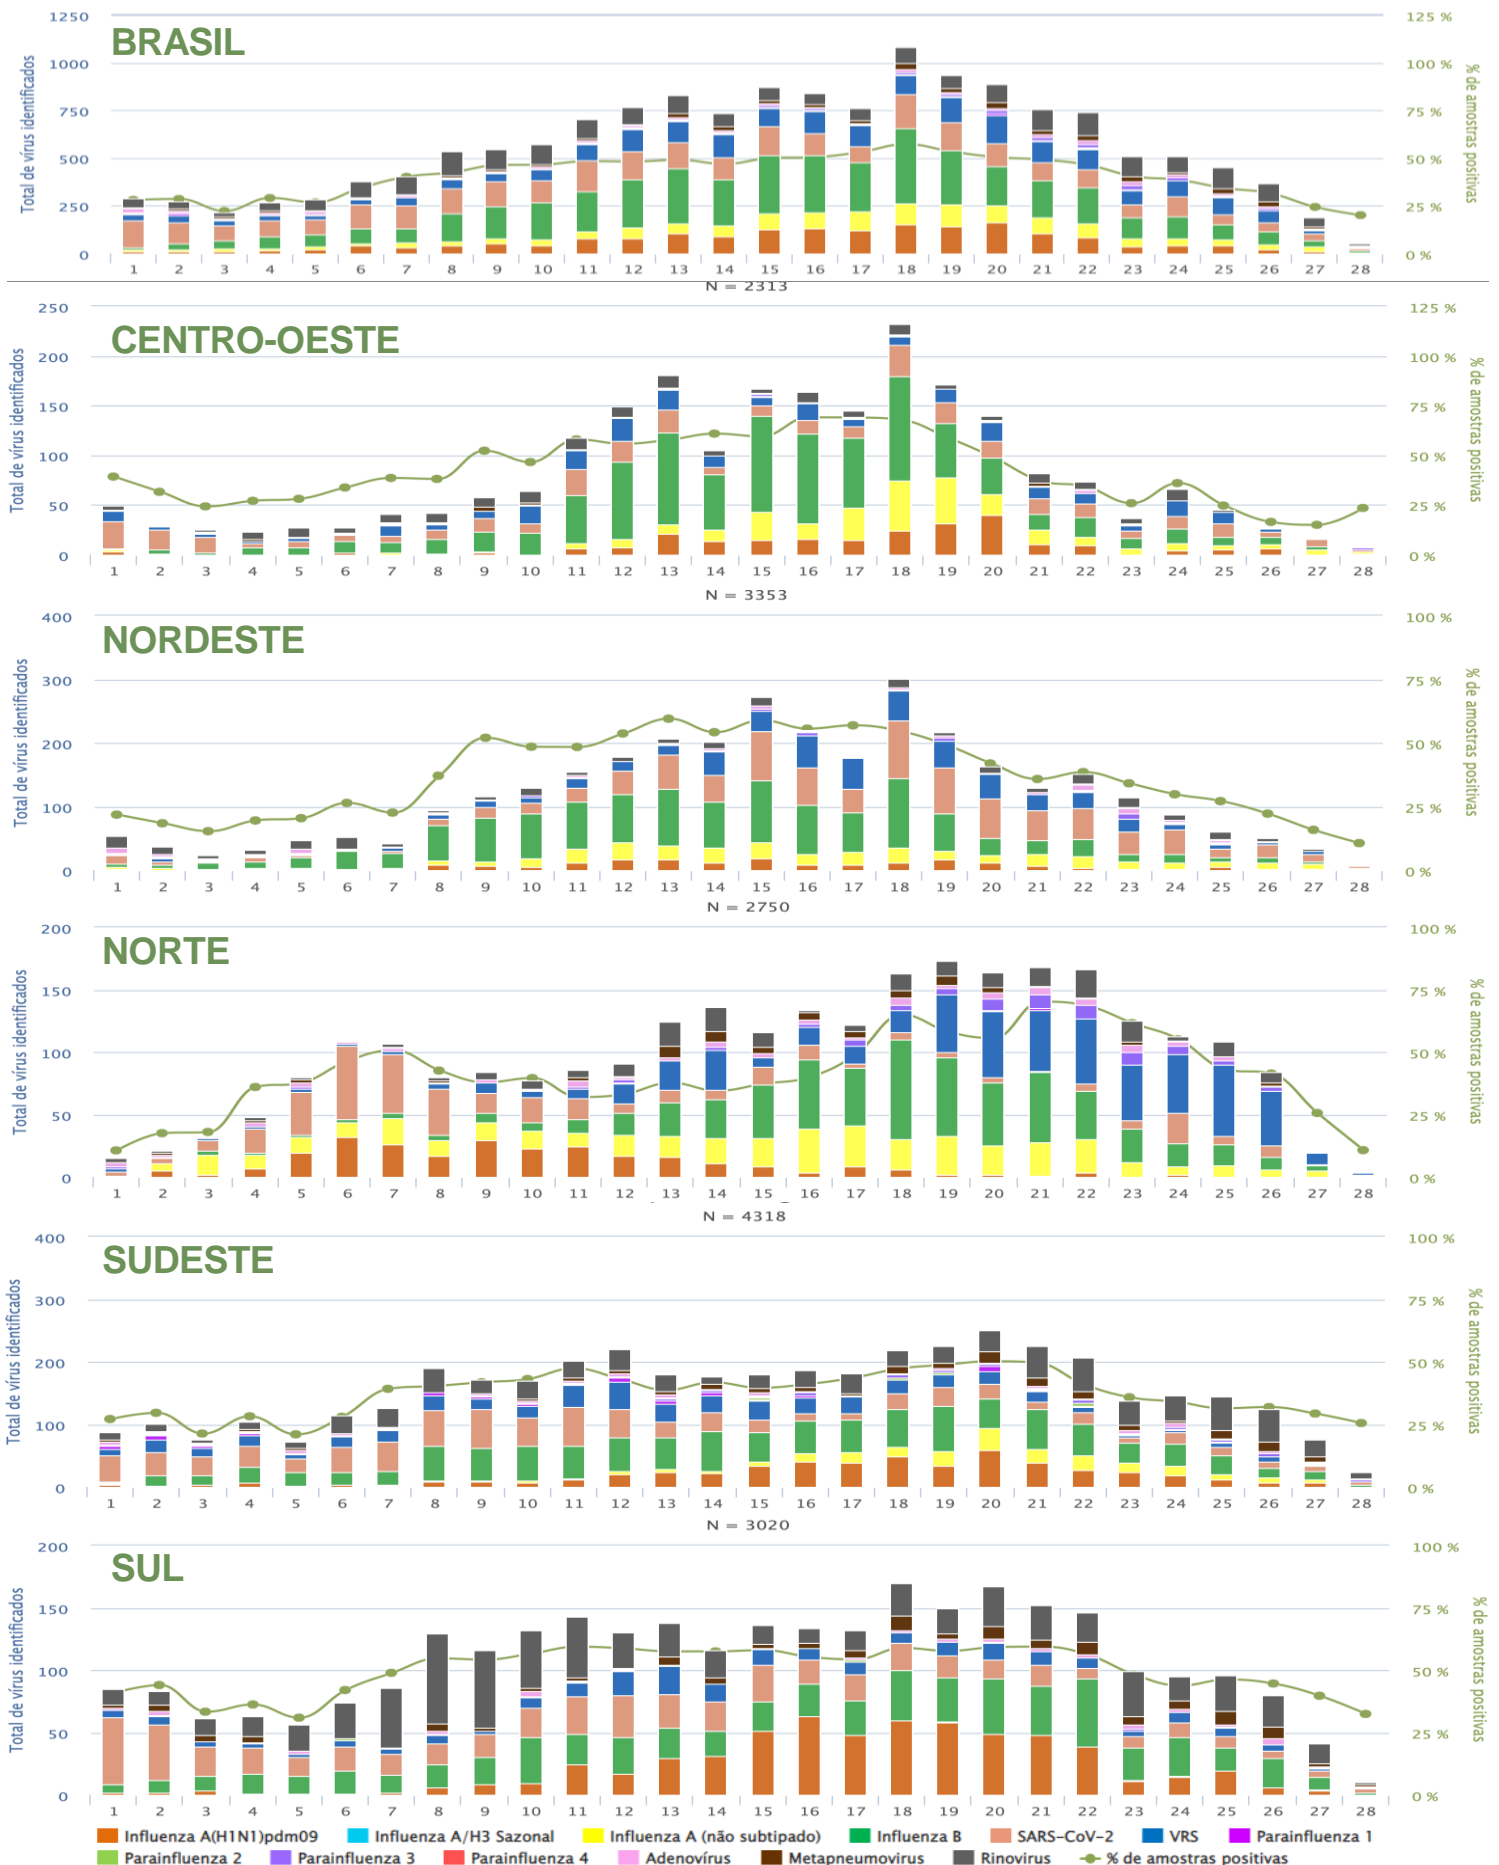 BRASIL
Total de vírus identificados
1250
1000
750
500
250
0
125 %
100 %
75 %
50 %
25 %
0 %
% de amostras positivas
1 2 3 4 5 6 7 8 9 10 11 12 13 14 15 16 17 18 19 20 21 22 23 24 25 26 27 28
N = 2313
CENTRO-OESTE
Total de vírus identificados
250
200
150
100
50
0
125 %
100 %
75 %
50 %
25 %
0 %
% de amostras positivas
1 2 3 4 5 6 7 8 9 10 11 12 13 14 15 16 17 18 19 20 21 22 23 24 25 26 27 28
N = 3353
NORDESTE
Total de vírus identificados
400
300
200
100
0
100 %
75 %
50 %
25 %
0 %
% de amostras positivas
1 2 3 4 5 6 7 8 9 10 11 12 13 14 15 16 17 18 19 20 21 22 23 24 25 26 27 28
N = 2750
NORTE
Total de vírus identificados
200
150
100
50
0
100 %
75 %
50 %
25 %
0 %
% de amostras positivas
1 2 3 4 5 6 7 8 9 10 11 12 13 14 15 16 17 18 19 20 21 22 23 24 25 26 27 28
N = 4318
SUDESTE
Total de vírus identificados
400
300
200
100
0
100 %
75 %
50 %
25 %
0 %
% de amostras positivas
1 2 3 4 5 6 7 8 9 10 11 12 13 14 15 16 17 18 19 20 21 22 23 24 25 26 27 28
N = 3020
SUL
Total de vírus identificados
200
150
100
50
0
100 %
75 %
50 %
25 %
0 %
% de amostras positivas
1 2 3 4 5 6 7 8 9 10 11 12 13 14 15 16 17 18 19 20 21 22 23 24 25 26 27 28
Influenza A(H1N1)pdm09 Influenza A/H3 Sazonal Influenza A (não subtipado) Influenza B SARS-CoV-2 VRS Parainfluenza 1
Parainfluenza 2 Parainfluenza 3 Parainfluenza 4 Adenovírus Metapneumovirus Rinovirus % de amostras positivas